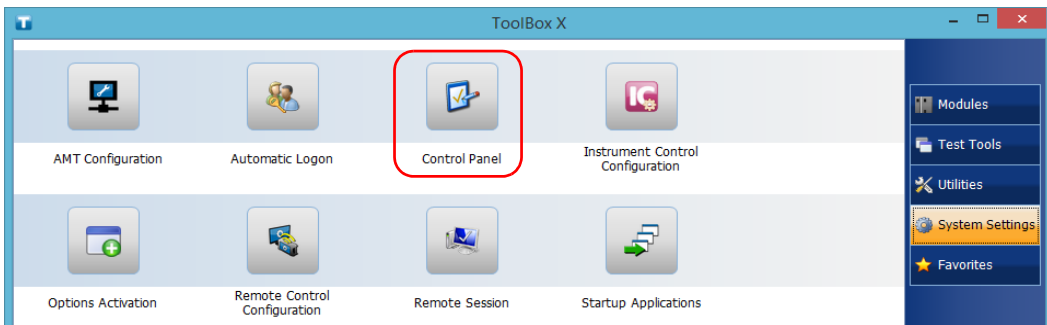 ToolBox X
AMT Configuration
Automatic Logon
Control Panel
Instrument Control
Configuration
Options Activation
Remote Control
Configuration
Remote Session
Startup Applications
Modules
Test Tools
Utilities
System Settings
Favorites